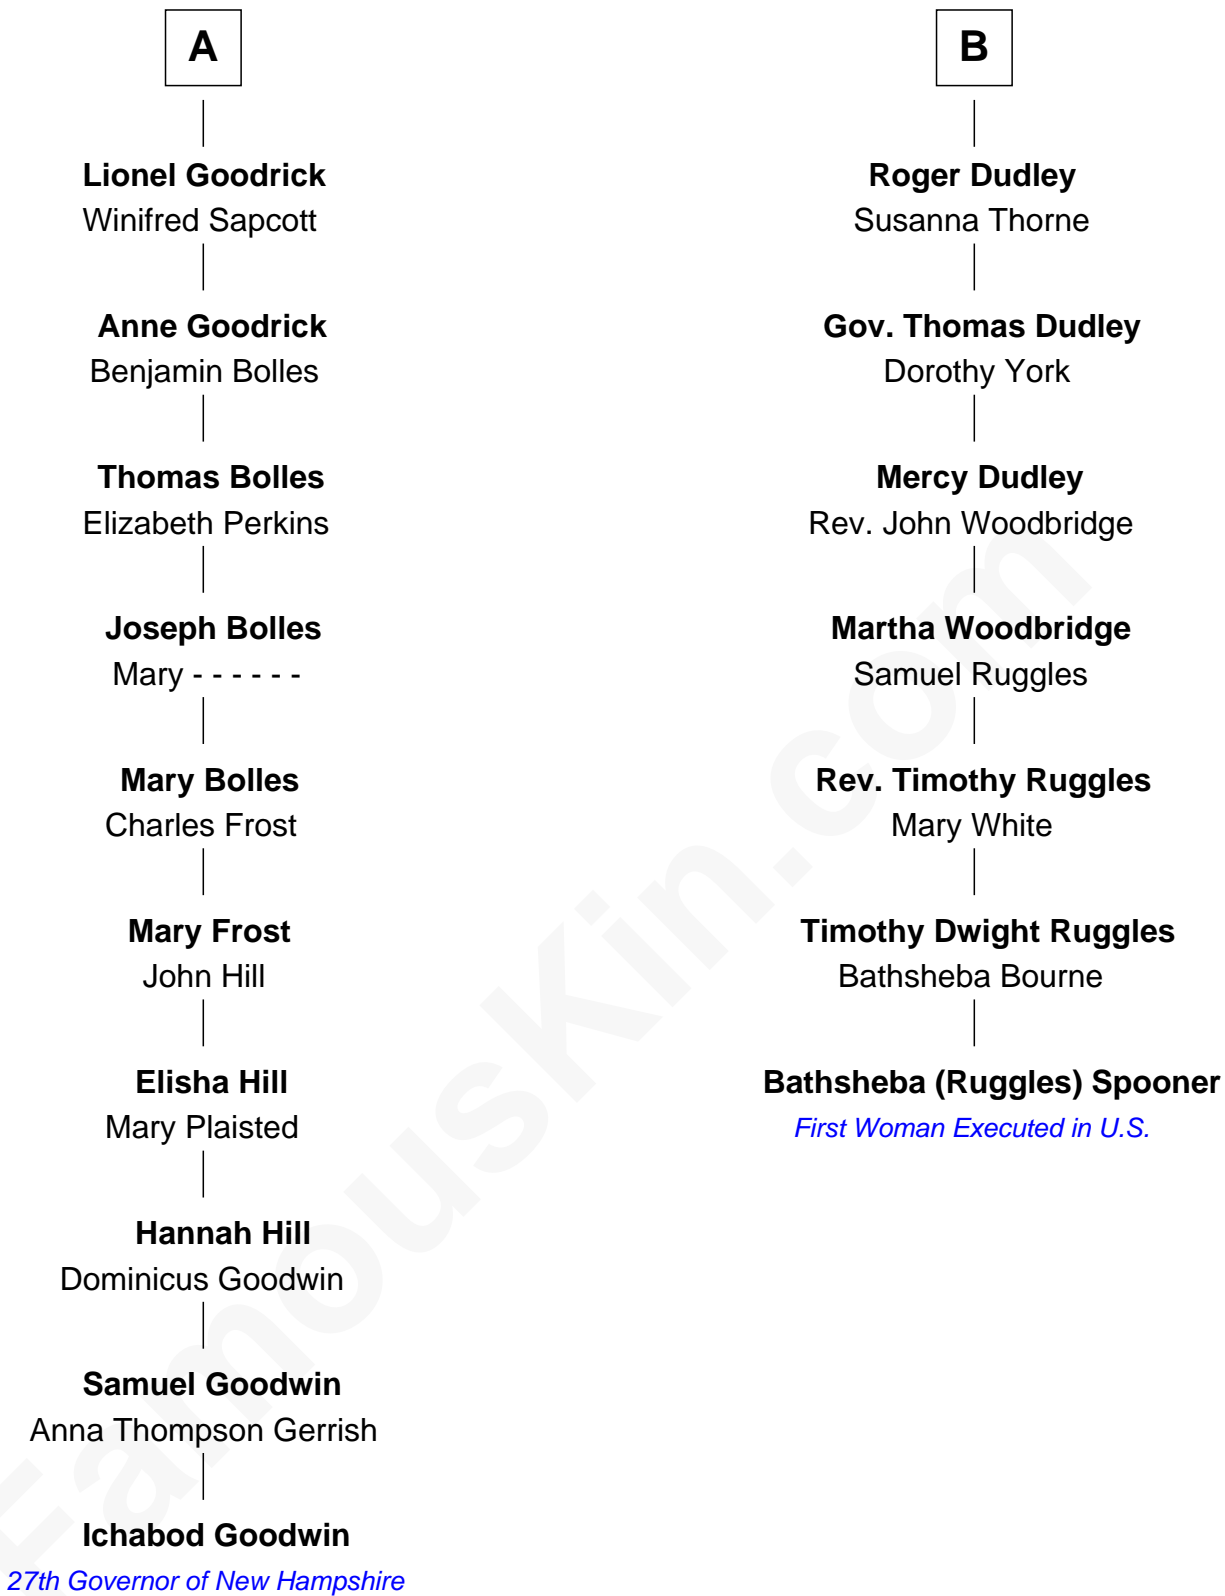 A
Lionel Goodrick
Winifred Sapcott
Anne Goodrick
Benjamin Bolles
Thomas Bolles
Elizabeth Perkins
Joseph Bolles
Mary - - - - - -
Mary Bolles
Charles Frost
Mary Frost
John Hill
Elisha Hill
Mary Plaisted
Hannah Hill
Dominicus Goodwin
Samuel Goodwin
Anna Thompson Gerrish
Ichabod Goodwin
27th Governor of New Hampshire
B
Roger Dudley
Susanna Thorne
Gov. Thomas Dudley
Dorothy York
Mercy Dudley
Rev. John Woodbridge
Martha Woodbridge
Samuel Ruggles
Rev. Timothy Ruggles
Mary White
Timothy Dwight Ruggles
Bathsheba Bourne
Bathsheba (Ruggles) Spooner
First Woman Executed in U.S.
FamousKin.com